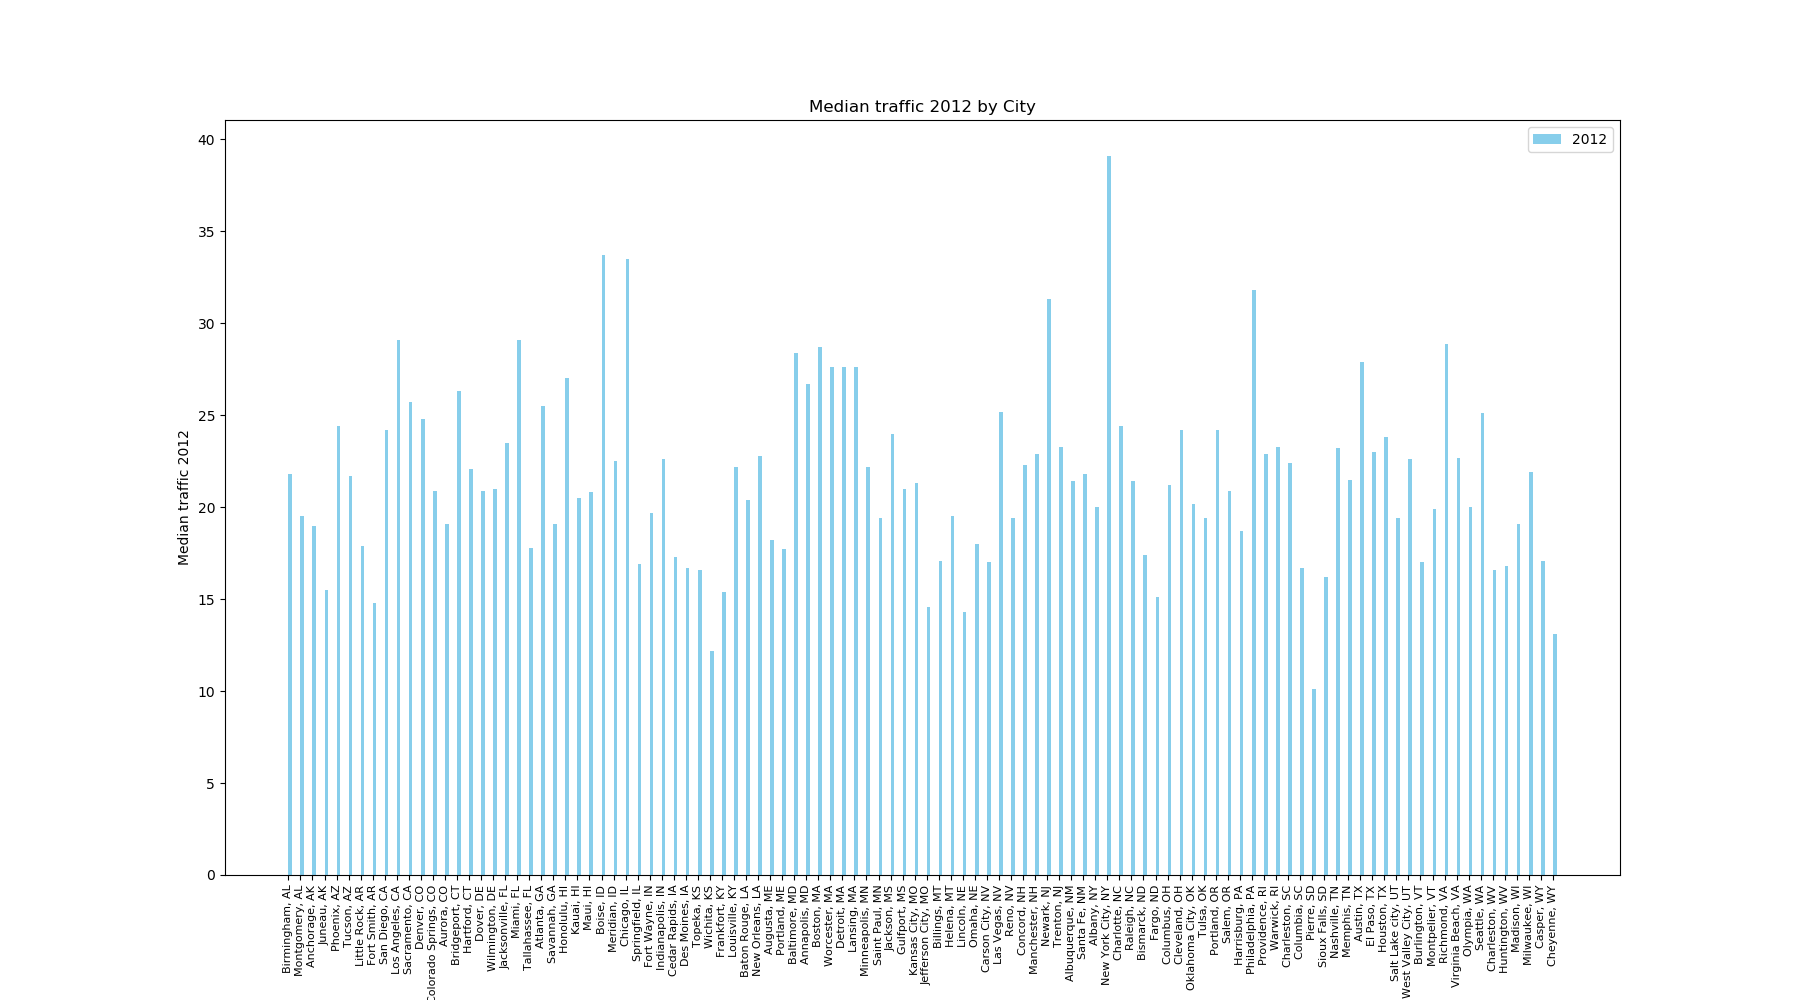 Median traffic 2012 by City
2012
Median traffic 2012
40
35
30
25
20
15
10
5
0
Birmingham, AL
Montgomery, AL
Anchorage, AK
Juneau, AK
Phoenix, AZ
Tucson, AZ
Little Rock, AR
Fort Smith, AR
San Diego, CA
Los Angeles, CA
Sacramento, CA
Denver, CO
Colorado Springs, CO
Aurora, CO
Bridgeport, CT
Hartford, CT
Dover, DE
Wilmington, DE
Jacksonville, FL
Miami, FL
Tallahassee, FL
Atlanta, GA
Savannah, GA
Honolulu, HI
Kauai, HI
Maui, HI
Boise, ID
Meridian, ID
Chicago, IL
Springfield, IL
Fort Wayne, IN
Indianapolis, IN
Cedar Rapids, IA
Des Moines, IA
Topeka, KS
Wichita, KS
Frankfort, KY
Louisville, KY
Baton Rouge, LA
New Orleans, LA
Augusta, ME
Portland, ME
Baltimore, MD
Annapolis, MD
Boston, MA
Worcester, MA
Detroit, MA
Lansing, MA
Minneapolis, MN
Saint Paul, MN
Jackson, MS
Gulfport, MS
Kansas City, MO
Jefferson City, MO
Billings, MT
Helena, MT
Lincoln, NE
Omaha, NE
Carson City, NV
Las Vegas, NV
Reno, NV
Concord, NH
Manchester, NH
Newark, NJ
Trenton, NJ
Albuquerque, NM
Santa Fe, NM
Albany, NY
New York City, NY
Charlotte, NC
Raleigh, NC
Bismarck, ND
Fargo, ND
Columbus, OH
Cleveland, OH
Oklahoma City, OK
Tulsa, OK
Portland, OR
Salem, OR
Harrisburg, PA
Philadelphia, PA
Providence, RI
Warwick, RI
Charleston, SC
Columbia, SC
Pierre, SD
Sioux Falls, SD
Nashville, TN
Memphis, TN
Austin, TX
El Paso, TX
Houston, TX
Salt Lake city, UT
West Valley City, UT
Burlington, VT
Montpelier, VT
Richmond, VA
Virginia Beach, VA
Olympia, WA
Seattle, WA
Charleston, WV
Huntington, WV
Madison, WI
Milwaukee, WI
Casper, WY
Cheyenne, WY